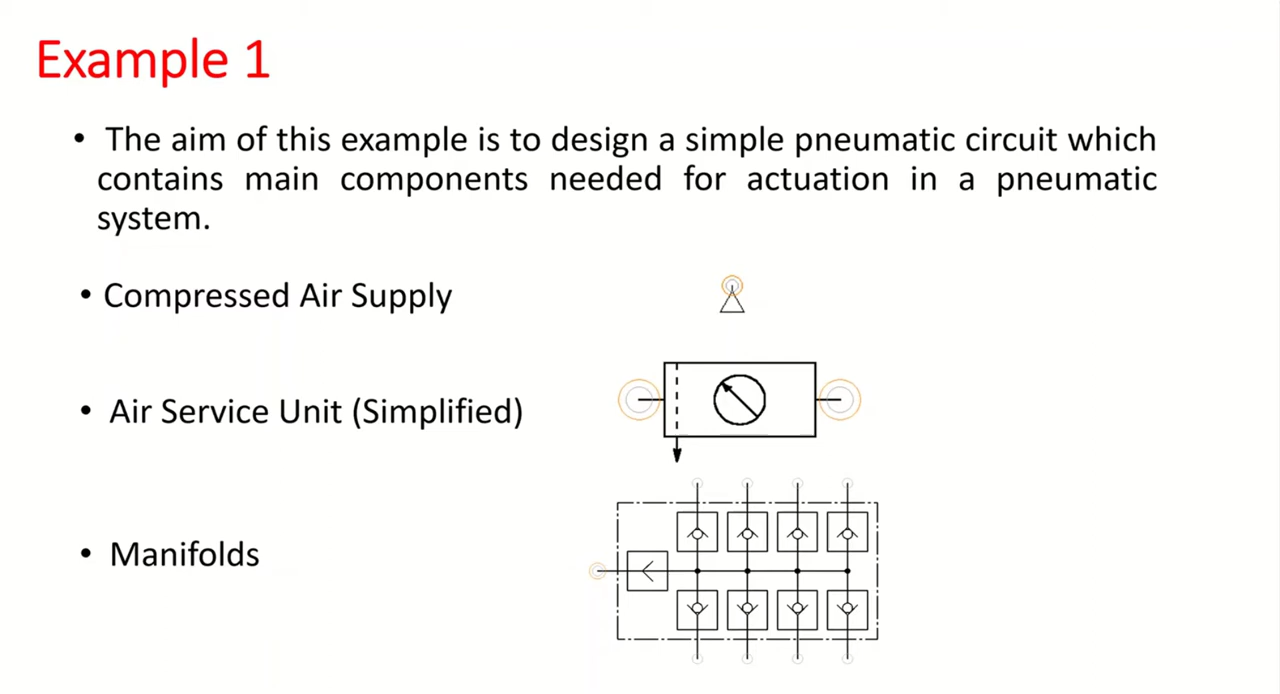 Example 1
• The aim of this example is to design a simple pneumatic circuit which
contains main components needed for actuation in a pneumatic
system.
• Compressed Air Supply
• Air Service Unit (Simplified)
• Manifolds